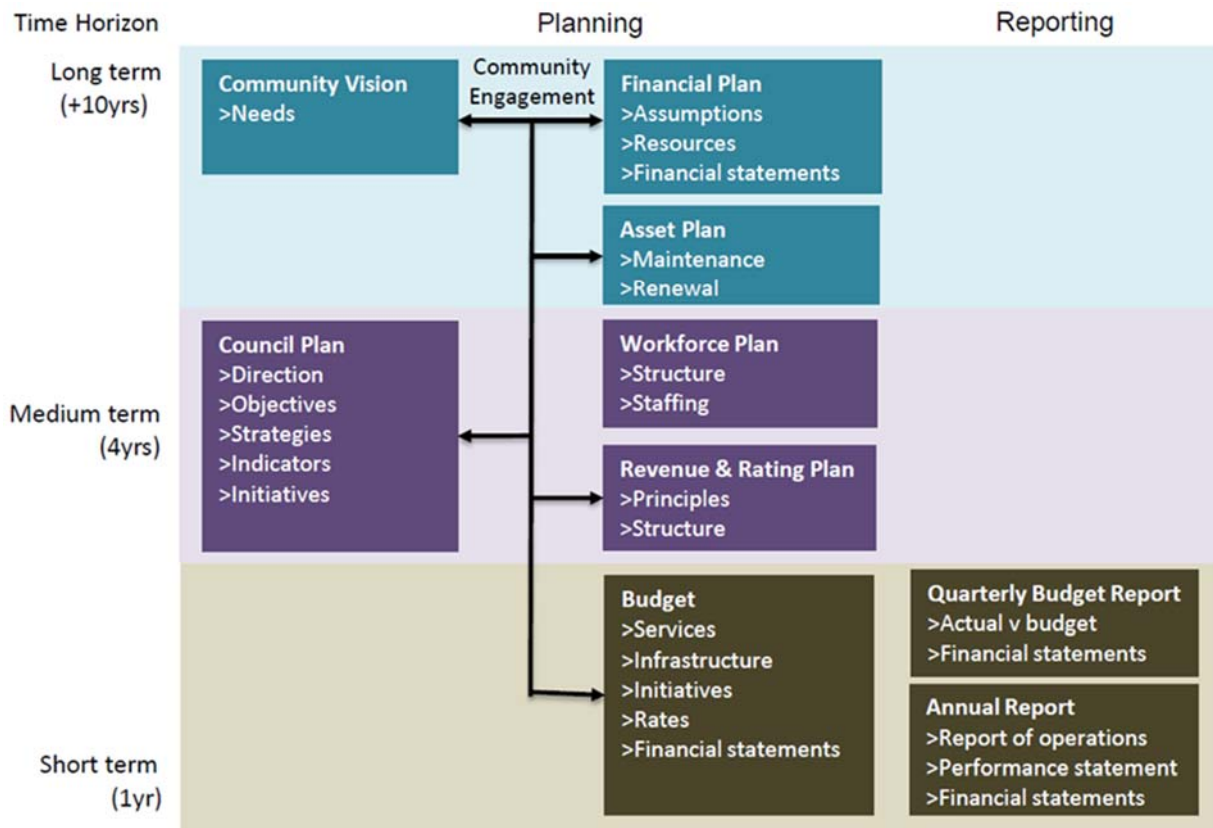 Time Horizon
Planning
Reporting
Long term
(+10yrs)
Community Vision
>Needs
Community
Engagement
Financial Plan
>Assumptions
>Resources
>Financial statements
Asset Plan
>Maintenance
>Renewal
Medium term
(4yrs)
Council Plan
>Direction
>Objectives
>Strategies
>Indicators
>Initiatives
Workforce Plan
>Structure
>Staffing
Revenue & Rating Plan
>Principles
>Structure
Short term
(1yr)
Budget
>Services
>Infrastructure
>Initiatives
>Rates
>Financial statements
Quarterly Budget Report
>Actual v budget
>Financial statements
Annual Report
>Report of operations
>Performance statement
>Financial statements